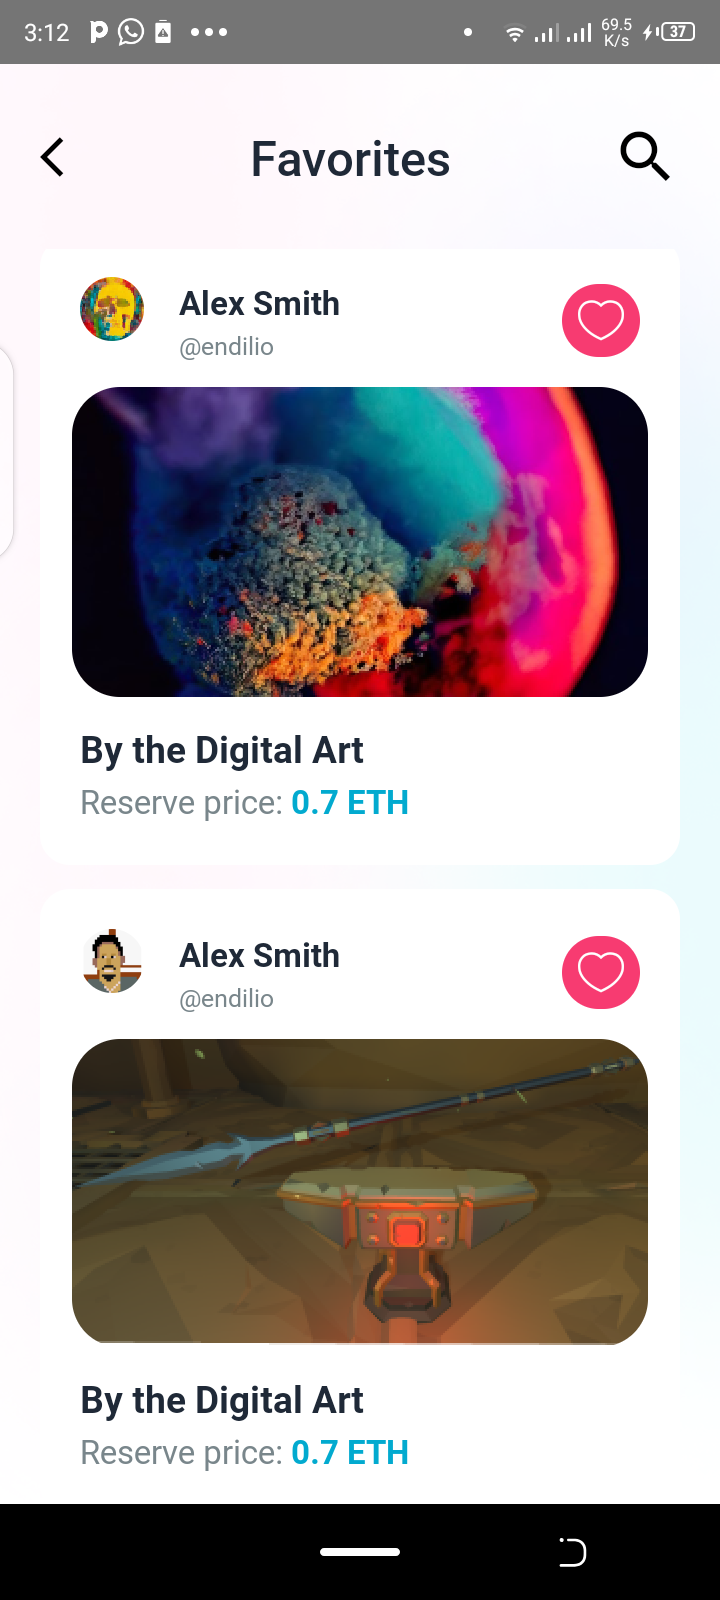 3:12
69.5
K/s
37
Favorites
Alex Smith
@endilio
By the Digital Art
Reserve price: 0.7 ETH
Alex Smith
@endilio
By the Digital Art
Reserve price: 0.7 ETH